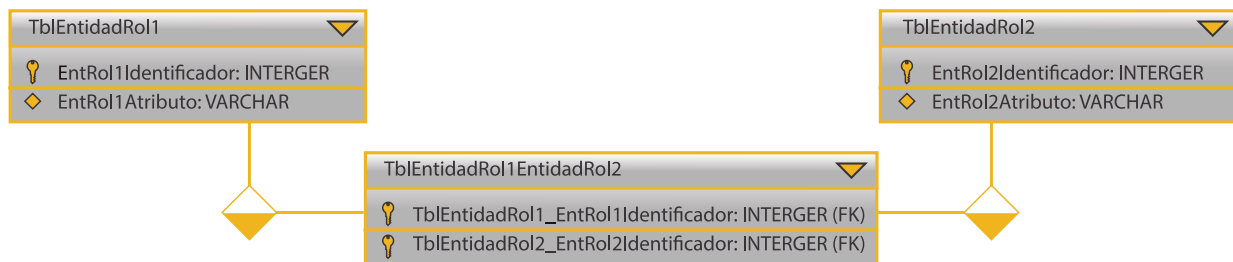 TblEntidadRol1
EntRol1Identificador: INTERGER
EntRol1Atributo: VARCHAR
TblEntidadRol2
EntRol2Identificador: INTERGER
EntRol2Atributo: VARCHAR
TblEntidadRol1EntidadRol2
TblEntidadRol1_EntRol1Identificador: INTERGER (FK)
TblEntidadRol2_EntRol2Identificador: INTERGER (FK)